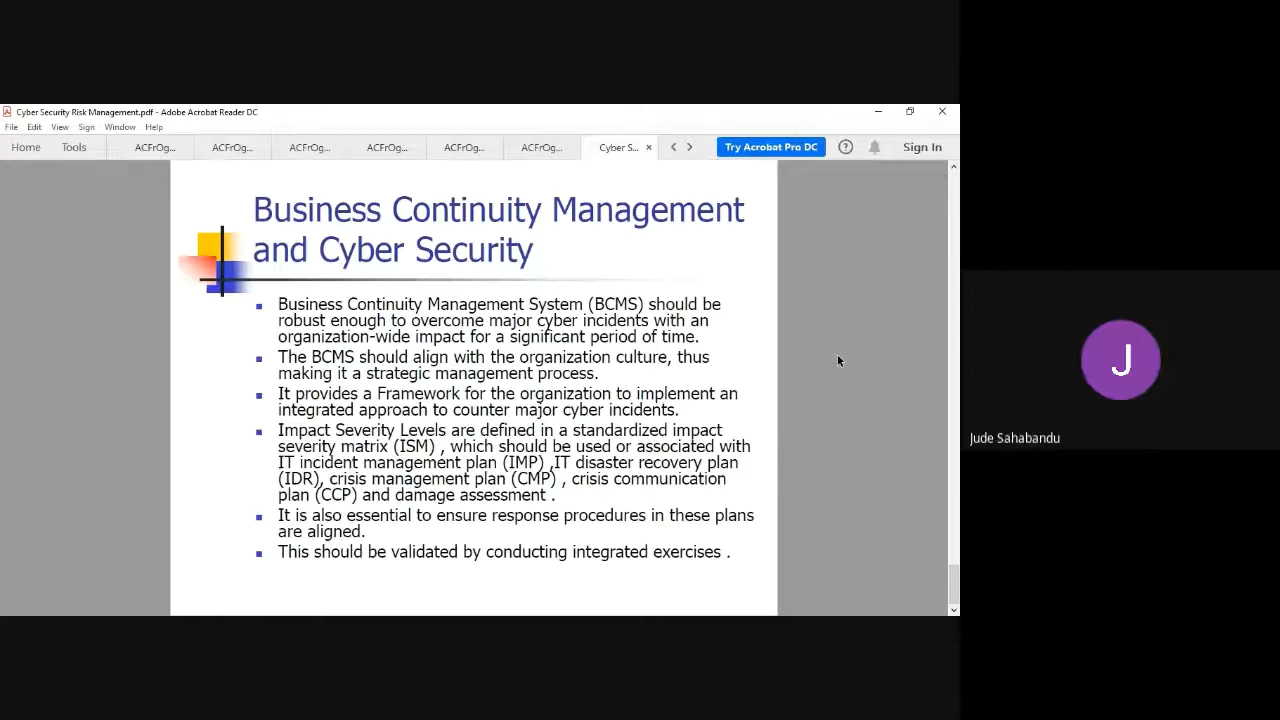 Cyber Security Risk Management.pdf - Adobe Acrobat Reader DC
File Edit View Sign Window Help
Home Tools ACFrOg... ACFrOg... ACFrOg... ACFrOg... ACFrOg... ACFrOg... Cyber S... × Try Acrobat Pro DC Sign In
Business Continuity Management
and Cyber Security
Business Continuity Management System (BCMS) should be
robust enough to overcome major cyber incidents with an
organization-wide impact for a significant period of time.
The BCMS should align with the organization culture, thus
making it a strategic management process.
It provides a Framework for the organization to implement an
integrated approach to counter major cyber incidents.
Impact Severity Levels are defined in a standardized impact
severity matrix (ISM) , which should be used or associated with
IT incident management plan (IMP) ,IT disaster recovery plan
(IDR), crisis management plan (CMP) , crisis communication
plan (CCP) and damage assessment .
It is also essential to ensure response procedures in these plans
are aligned.
This should be validated by conducting integrated exercises .
J
Jude Sahabandu